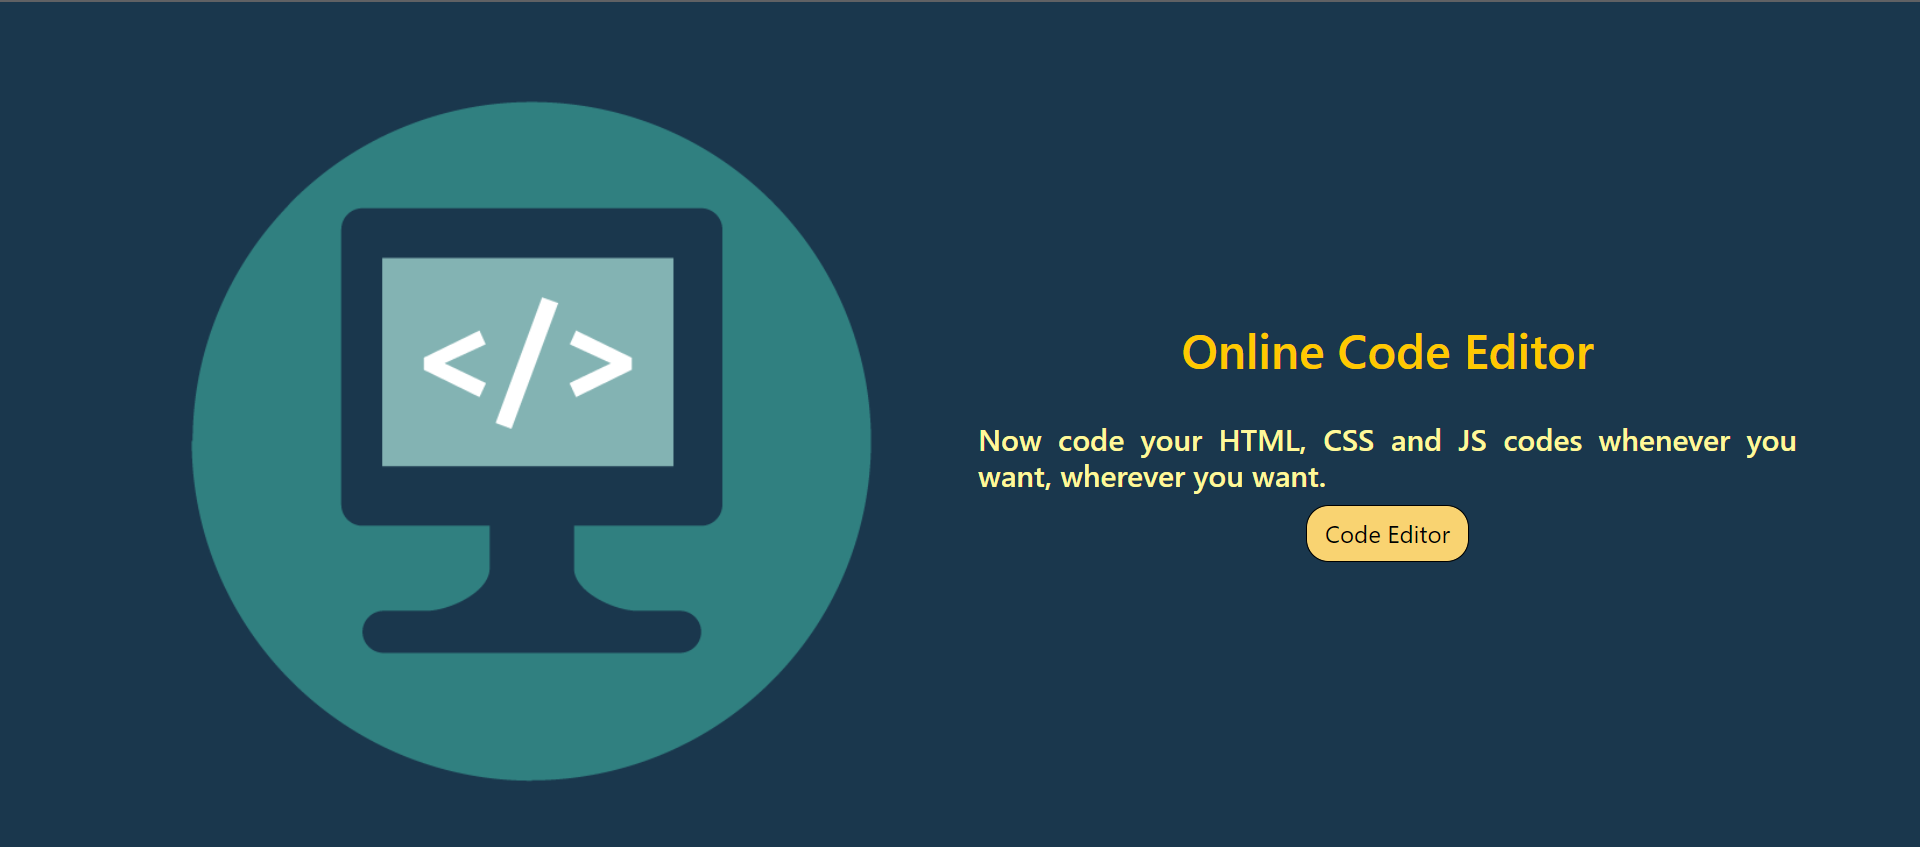 </>
Online Code Editor
Now code your HTML, CSS and JS codes whenever you
want, wherever you want.
Code Editor